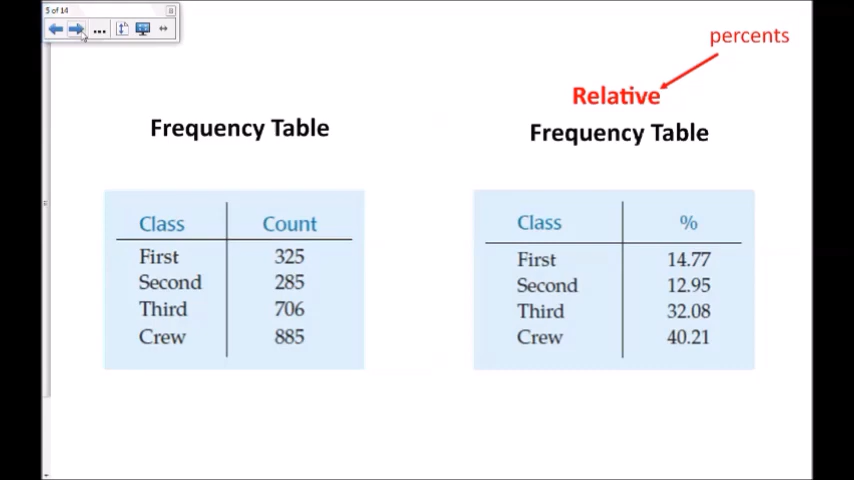 5 of 14
percents
Relative
Frequency Table
Frequency Table
Class Count
First 325
Second 285
Third 706
Crew 885
Class %
First 14.77
Second 12.95
Third 32.08
Crew 40.21